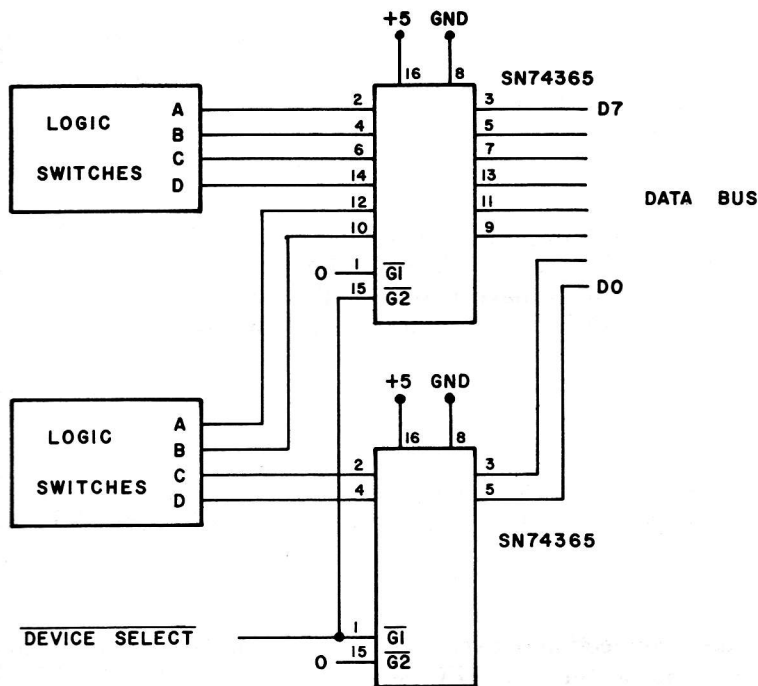 +5 GND
16 8 SN74365
LOGIC
SWITCHES
A
B
C
D
2
4
6
14
12
10
0 1 G1
15 G2
3 D7
5
7
13
11
9
DATA BUS
D0
+5 GND
16 8
LOGIC
SWITCHES
A
B
C
D
2
4
3
5
SN74365
DEVICE SELECT
1 G1
0 15 G2